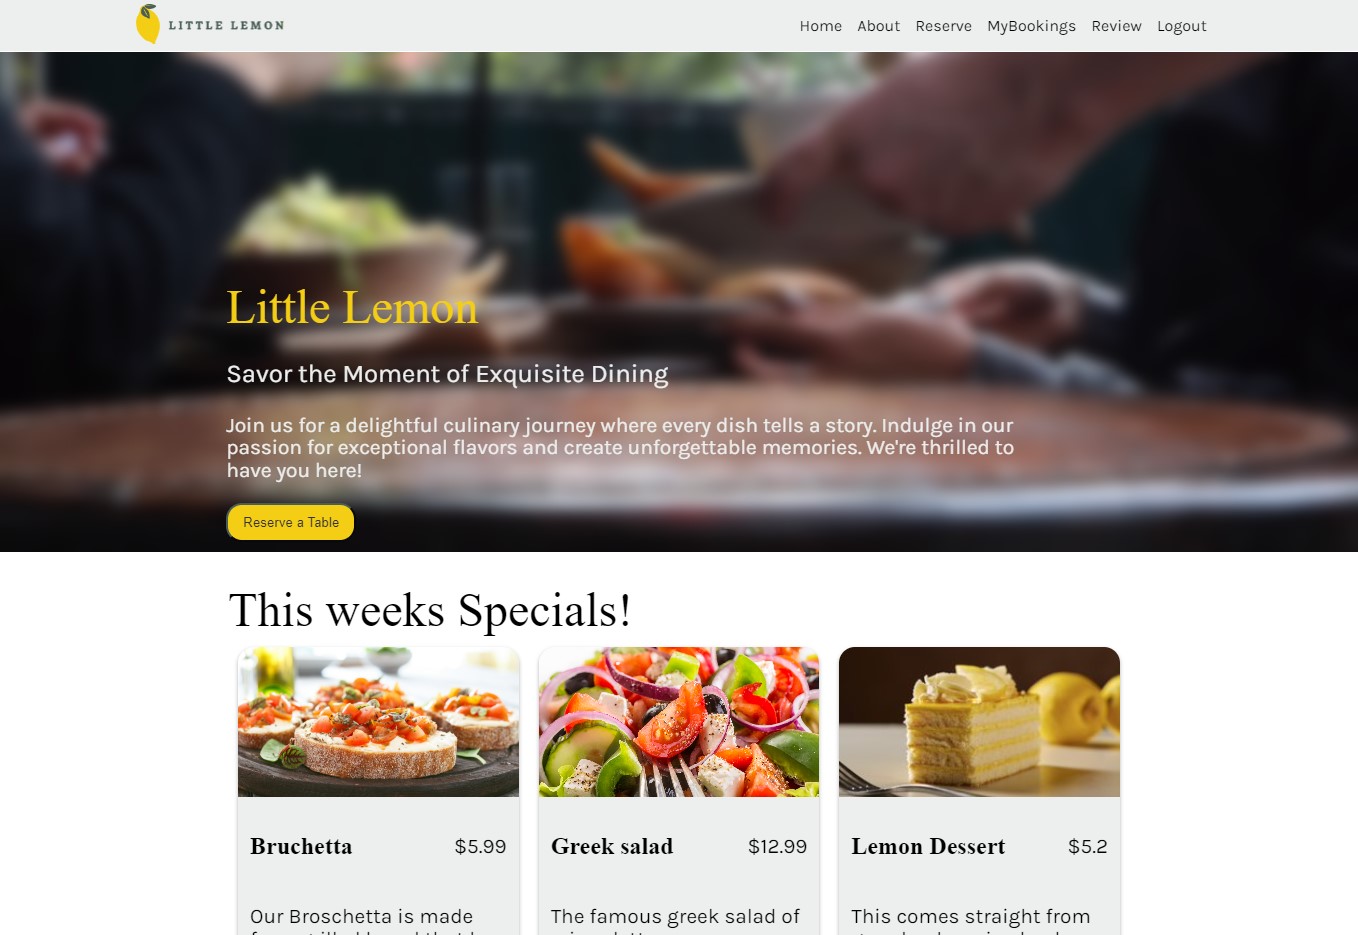 LITTLE LEMON
Home About Reserve MyBookings Review Logout
Little Lemon
Savor the Moment of Exquisite Dining
Join us for a delightful culinary journey where every dish tells a story. Indulge in our
passion for exceptional flavors and create unforgettable memories. We're thrilled to
have you here!
Reserve a Table
This weeks Specials!
Bruchetta $5.99
Our Broschetta is made
Greek salad $12.99
The famous greek salad of
Lemon Dessert $5.2
This comes straight from